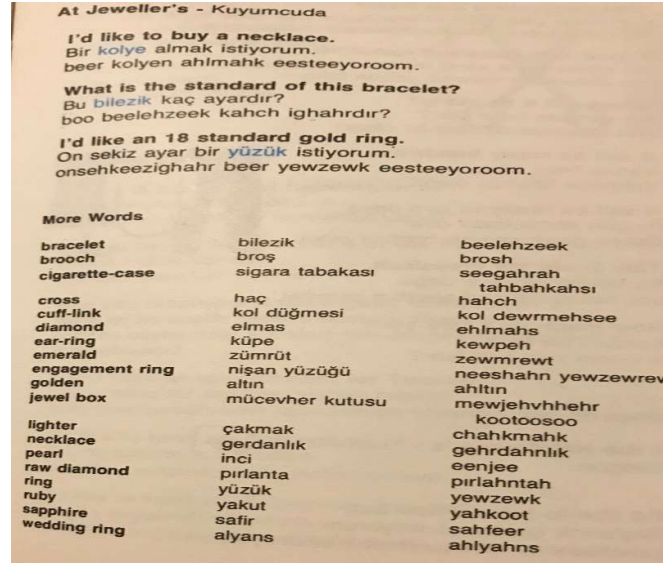 At Jeweller's - Kuyumcuda
I'd like to buy a necklace.
Bir kolye almak istiyorum.
beer kolyen ahlmahk eesteeyoroom.
What is the standard of this bracelet?
Bu bilezik kaç ayardır?
boo beelehzeek kahch ighahrdır?
I'd like an 18 standard gold ring.
On sekiz ayar bir yüzük istiyorum.
onsehkeezighahr beer yewzewk eesteeyoroom.
More Words
bracelet bilezik beelehzeek
brooch broş brosh
cigarette-case sigara tabakası seegahrah
tahbahkahsı
cross haç hahch
cuff-link kol düğmesi kol dewrmehsee
diamond elmas ehlmahs
ear-ring küpe kewpeh
emerald zümrüt zewmrewt
engagement ring nişan yüzüğü neeshahn yewzewrew
golden altın ahltın
jewel box mücevher kutusu mewjehvhhehr
kootoosoo
lighter çakmak chahkmahk
necklace gerdanlık gehrdahnlık
pearl inci eenjee
raw diamond pırlanta pırlahntah
ring yüzük yewzewk
ruby yakut yahkoot
sapphire safir sahfeer
wedding ring alyans ahlyahns